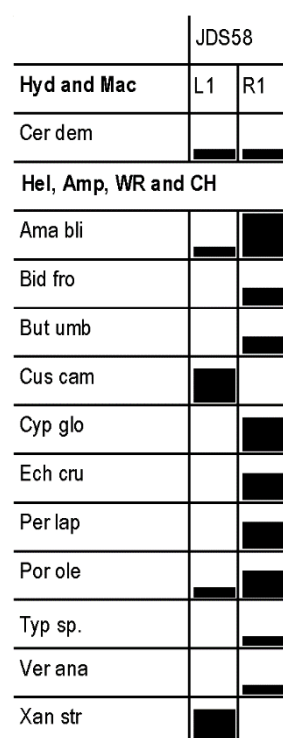 JDS58
Hyd and Mac L1 R1
Cer dem
Hel, Amp, WR and CH
Ama bli
Bid fro
But umb
Cus cam
Cyp glo
Ech cru
Per lap
Por ole
Typ sp.
Ver ana
Xan str